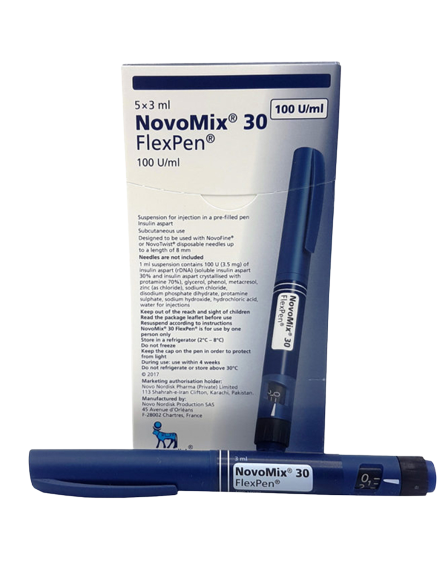 5 x 3 ml
100 U/ml
NovoMix® 30
FlexPen®
100 U/ml
Suspension for injection in a pre-filled pen
Insulin aspart
Subcutaneous use
Designed to be used with NovoFine®
or NovoTwist® disposable needles up
to a length of 8 mm
Needles are not included
1 ml suspension contains 100 U (3.5 mg) of
insulin aspart (rDNA) (soluble insulin aspart
30% and insulin aspart crystallised with
protamine 70%), glycerol, phenol, metacresol,
zinc (as chloride), sodium chloride,
disodium phosphate dihydrate, protamine
sulphate, sodium hydroxide, hydrochloric acid,
water for injections
Keep out of the reach and sight of children
Read the package leaflet before use
Resuspend according to instructions
NovoMix® 30 FlexPen® is for use by one
person only
Store in a refrigerator (2°C – 8°C)
Do not freeze
Keep the cap on the pen in order to protect
from light
During use: use within 4 weeks
Do not refrigerate or store above 30°C
© 2017
Marketing authorisation holder:
Novo Nordisk Pharma (Private) Limited
113 Shahrah-e-Iran Clifton, Karachi, Pakistan.
Manufactured by:
Novo Nordisk Production SAS
45 Avenue d'Orléans
F-28002 Chartres, France
NovoMix® 30
FlexPen®
3 ml
NovoMix® 30
FlexPen®
0